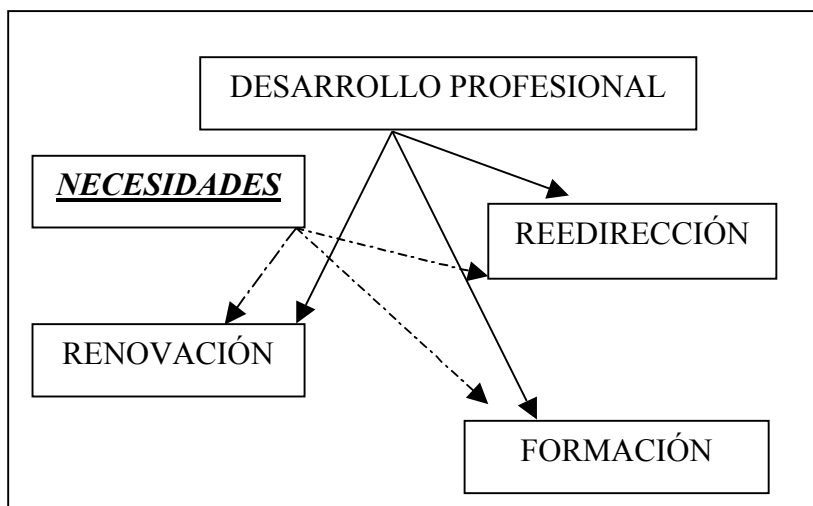 DESARROLLO PROFESIONAL
NECESIDADES
REEDIRECCIÓN
RENOVACIÓN
FORMACIÓN